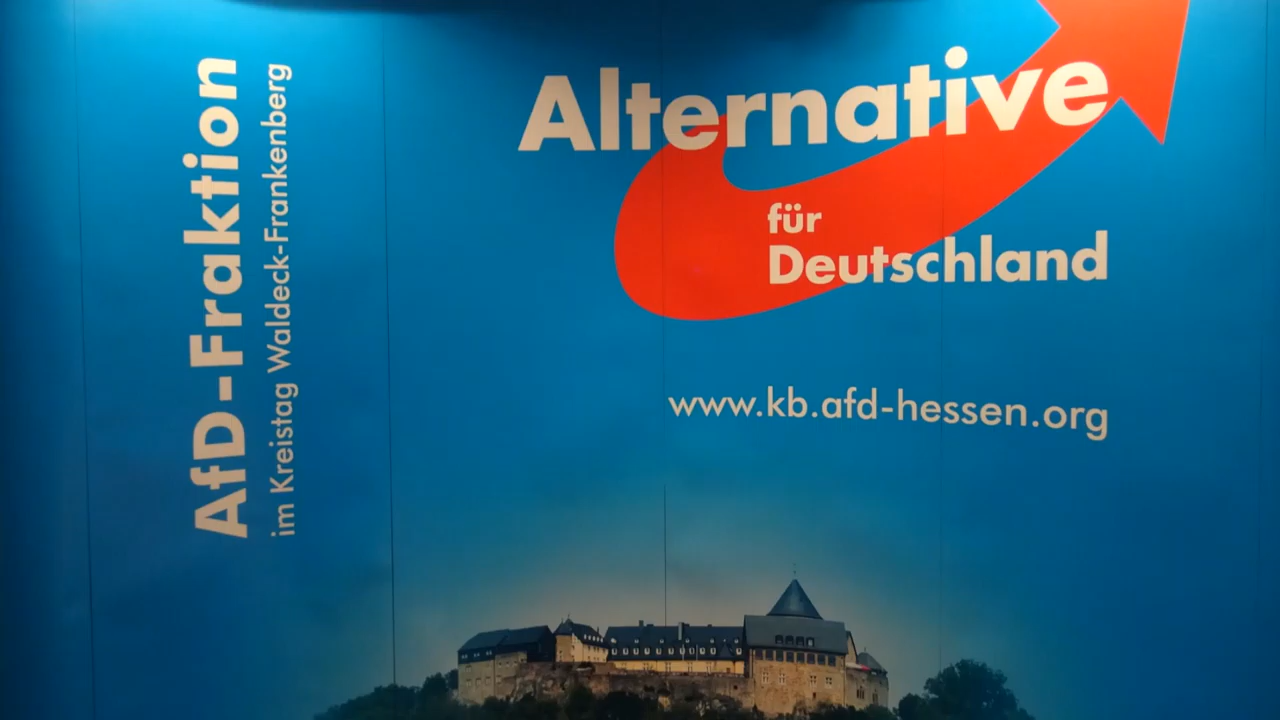 AfD-Fraktion
im Kreistag Waldeck-Frankenberg
Alternative
für
Deutschland
www.kb.afd-hessen.org